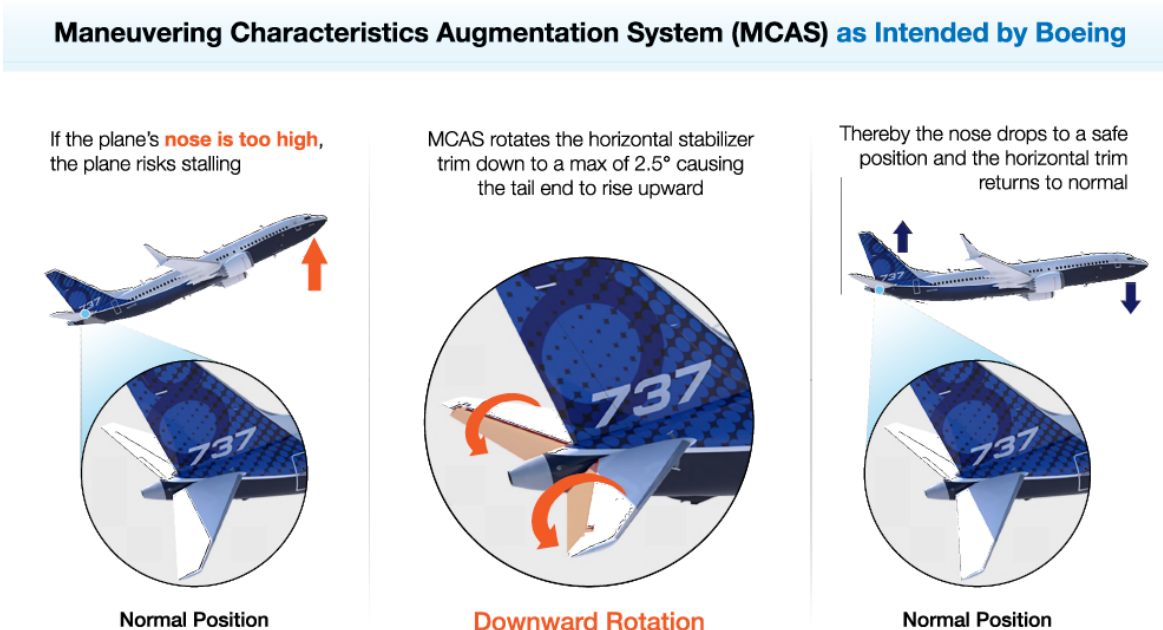 Maneuvering Characteristics Augmentation System (MCAS) as Intended by Boeing
If the plane's nose is too high,
the plane risks stalling
MCAS rotates the horizontal stabilizer
trim down to a max of 2.5° causing
the tail end to rise upward
Thereby the nose drops to a safe
position and the horizontal trim
returns to normal
737
737
737
737
737
Normal Position
Downward Rotation
Normal Position